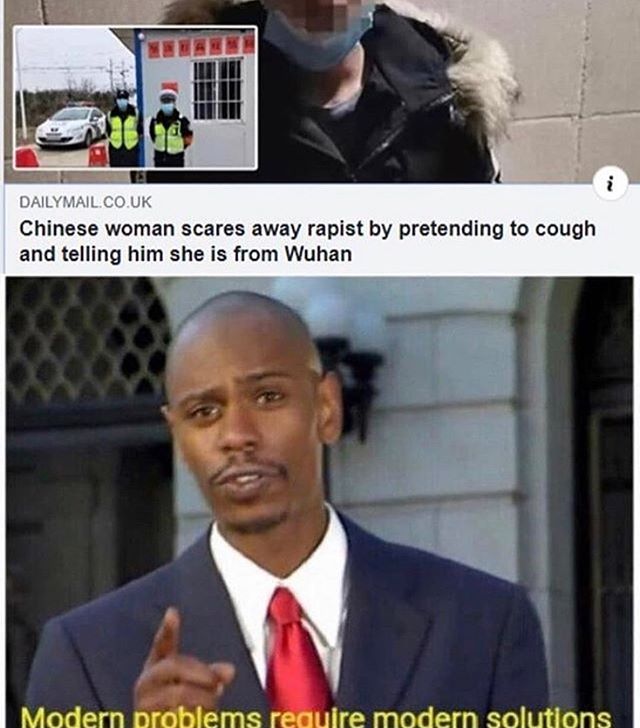 DAILYMAIL.CO.UK
Chinese woman scares away rapist by pretending to cough
and telling him she is from Wuhan
Modern problems require modern solutions